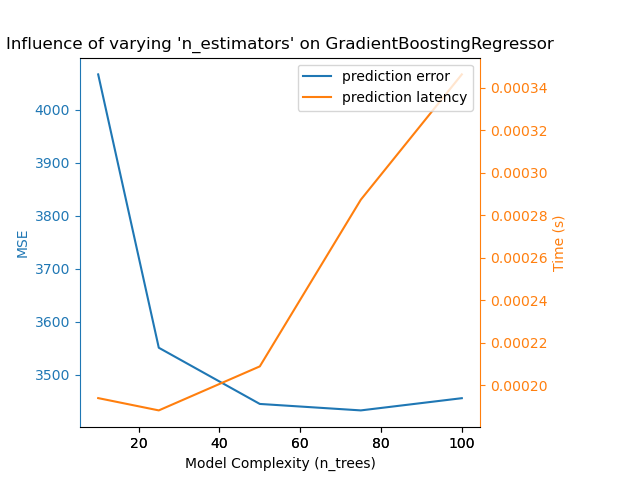 Influence of varying 'n_estimators' on GradientBoostingRegressor
prediction error
prediction latency
4000
3900
3800
3700
3600
3500
MSE
0.00034
0.00032
0.00030
0.00028
0.00026
0.00024
0.00022
0.00020
Time (s)
20 40 60 80 100
Model Complexity (n_trees)